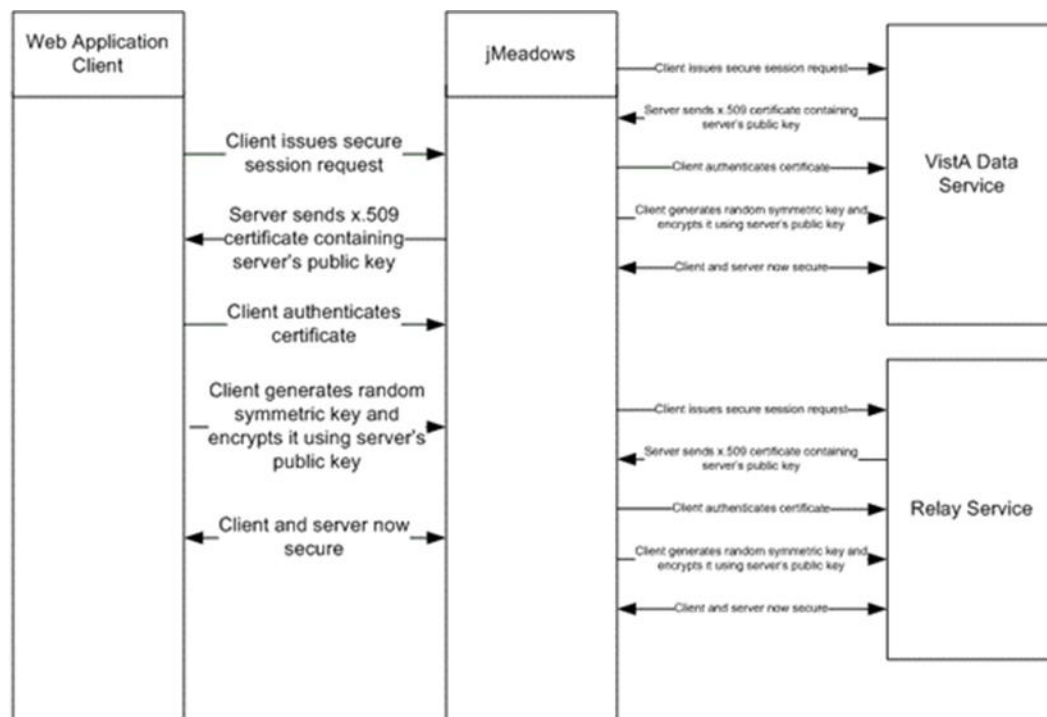 Web Application
Client
jMeadows
Client issues secure
session request
Server sends x.509
certificate containing
server's public key
Client authenticates
certificate
Client generates random
symmetric key and
encrypts it using server's
public key
Client and server now
secure
Client issues secure session request
Server sends x.509 certificate containing
server's public key
Client authenticates certificate
Client generates random symmetric key and
encrypts it using server's public key
Client and server now secure
VistA Data
Service
Client issues secure session request
Server sends x.509 certificate containing
server's public key
Client authenticates certificate
Client generates random symmetric key and
encrypts it using server's public key
Client and server now secure
Relay Service